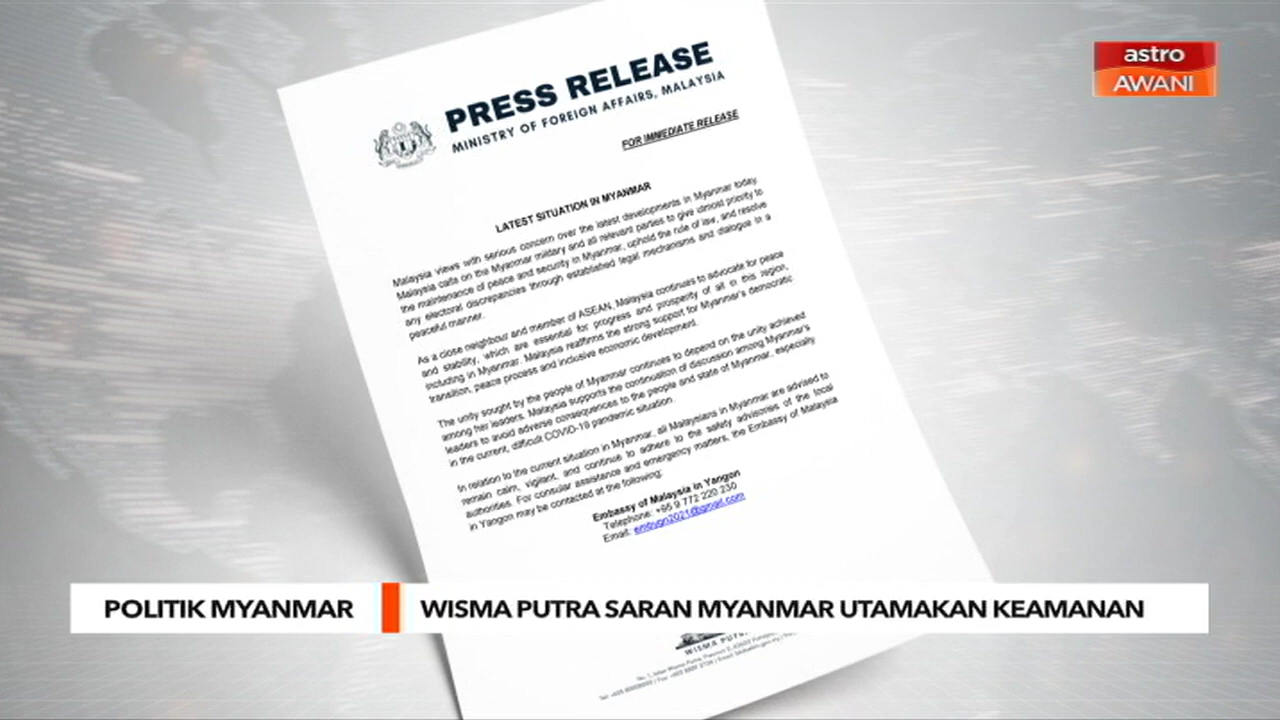 astro
AWANI
PRESS RELEASE
MINISTRY OF FOREIGN AFFAIRS, MALAYSIA
FOR IMMEDIATE RELEASE
LATEST SITUATION IN MYANMAR
Malaysia views with serious concern over the latest developments in Myanmar today.
Malaysia calls on the Myanmar military and all relevant parties to give utmost priority to
the maintenance of peace and security in Myanmar, uphold the rule of law, and resolve
any electoral discrepancies through established legal mechanisms and dialogue in a
peaceful manner.
As a close neighbour and member of ASEAN, Malaysia continues to advocate for peace
and stability, which are essential for progress and prosperity of all in this region,
including in Myanmar. Malaysia reaffirms the strong support for Myanmar's democratic
transition, peace process and inclusive economic development.
The unity sought by the people of Myanmar continues to depend on the unity achieved
among her leaders. Malaysia supports the continuation of discussion among Myanmar's
leaders to avoid adverse consequences to the people and state of Myanmar, especially
in the current, difficult COVID-19 pandemic situation.
In relation to the current situation in Myanmar, all Malaysians in Myanmar are advised to
remain calm, vigilant, and continue to adhere to the safety advisories of the local
authorities. For consular assistance and emergency matters, the Embassy of Malaysia
in Yangon may be contacted at the following:
Embassy of Malaysia in Yangon
Telephone: +95 9 772 220 230
Email: embygn2021@gmail.com
POLITIK MYANMAR
WISMA PUTRA SARAN MYANMAR UTAMAKAN KEAMANAN
WISMA